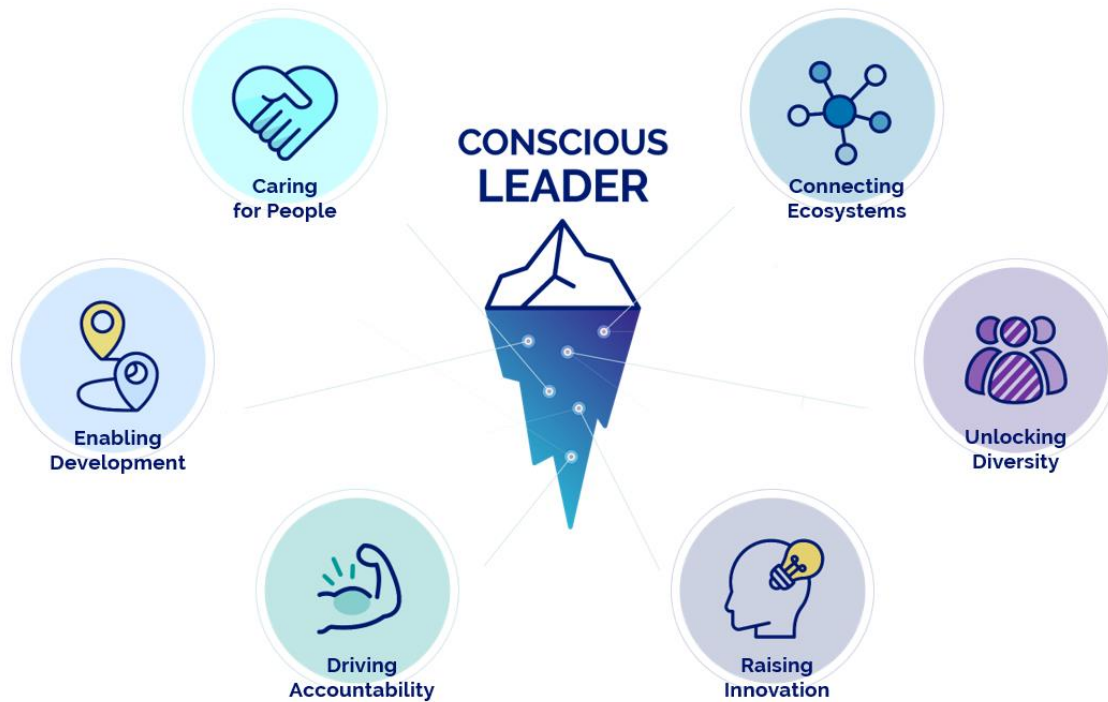 CONSCIOUS
LEADER
Caring
for People
Connecting
Ecosystems
Enabling
Development
Unlocking
Diversity
Driving
Accountability
Raising
Innovation